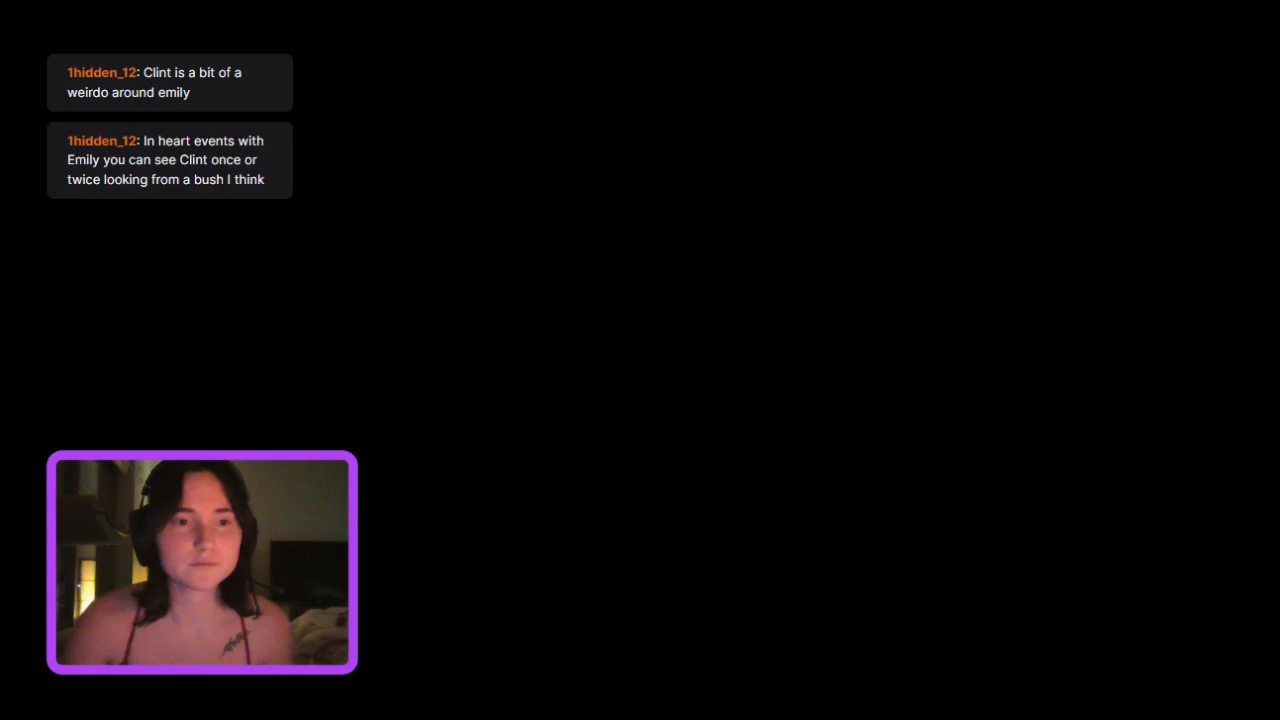 1hidden_12: Clint is a bit of a
weirdo around emily
1hidden_12: In heart events with
Emily you can see Clint once or
twice looking from a bush I think